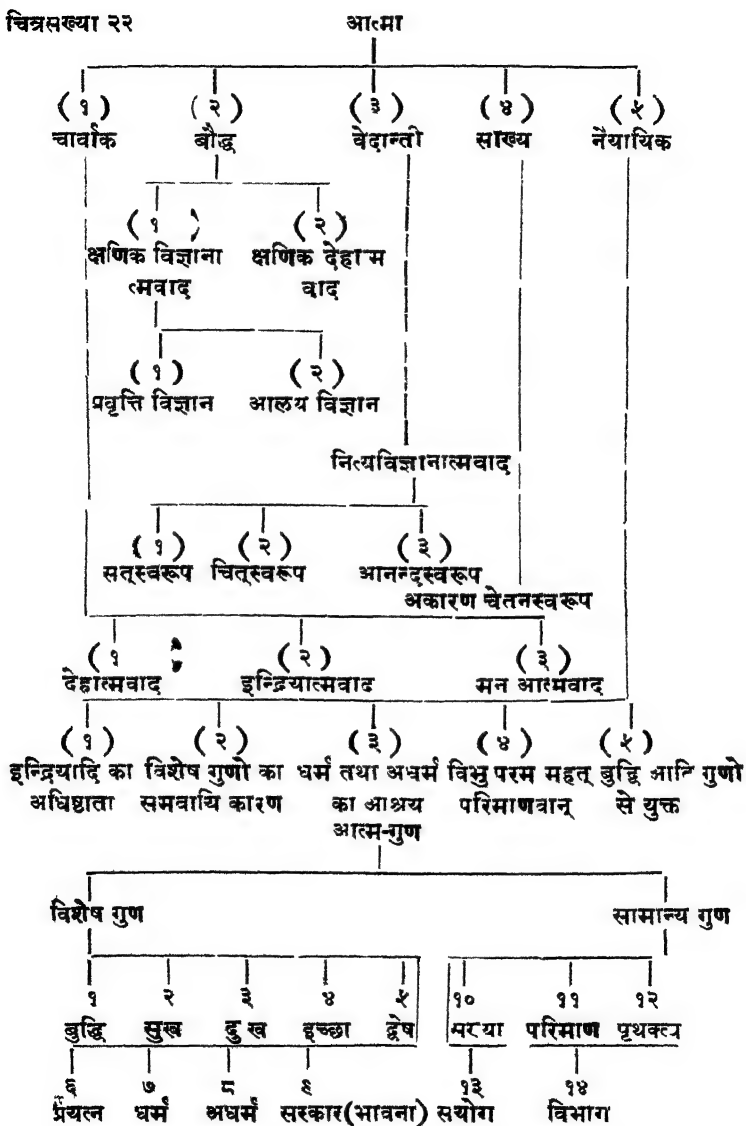 चित्रसख्या २२ आत्मा
(१) (२) (३) (४) (५)
चार्वाक बौद्ध वेदान्ती साख्य नैयायिक
(१) (२)
क्षणिक विज्ञाना क्षणिक देहात्म
त्मवाद वाद
(१) (२)
प्रवृत्ति विज्ञान आलय विज्ञान
नित्यविज्ञानात्मवाद
(१) (२) (३)
सत्स्वरूप चित्स्वरूप आनन्दस्वरूप
अकारण चेतनस्वरूप
(१ (२) (३)
देहात्मवाद इन्द्रियात्मवाद मन आत्मवाद
(१) (२) (३) (४) (५)
इन्द्रियादि का विशेष गुणो का धर्म तथा अधर्म विभु परम महत् बुद्धि आदि गुणो
अधिष्ठाता समवायि कारण का आश्रय परिमाणवान् से युक्त
आत्म-गुण
विशेष गुण सामान्य गुण
१ २ ३ ४ ५ १० ११ १२
बुद्धि सुख दुख इच्छा द्वेष सख्या परिमाण पृथक्त्व
६ ७ ८ ९ १३ १४
प्रयत्न धर्म अधर्म सस्कार(भावना) सयोग विभाग